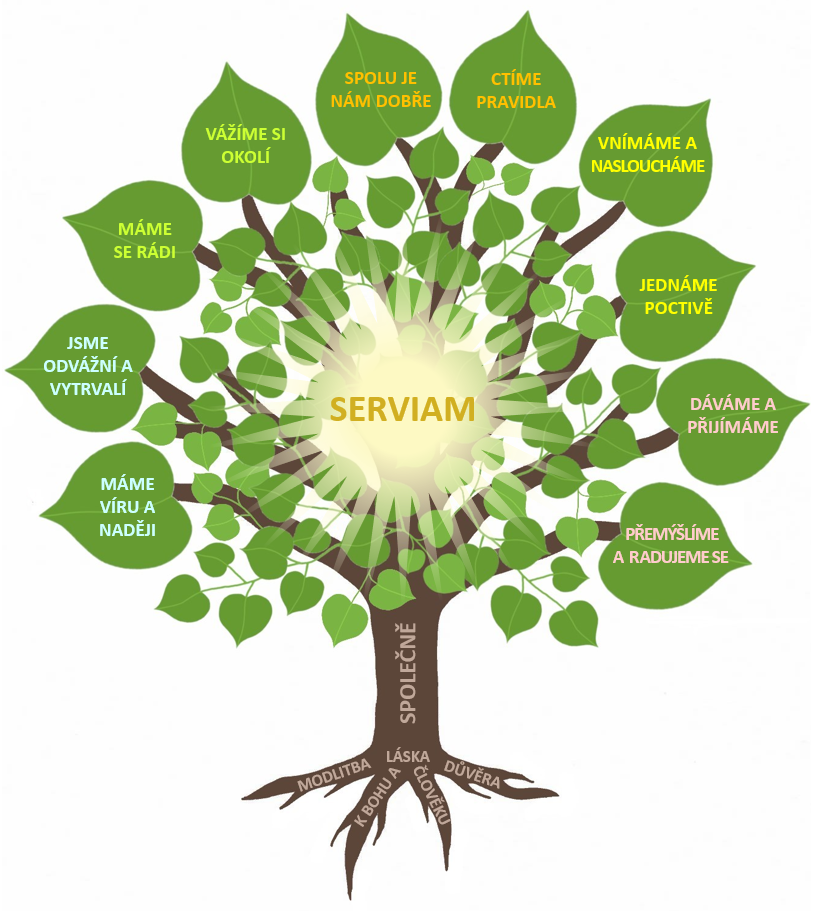 SPOLU JE
NÁM DOBŘE
CTÍME
PRAVIDLA
VÁŽÍME SI
OKOLÍ
VNÍMÁME A
NASLOUCHÁME
MÁME
SE RÁDI
JEDNÁME
POCTIVĚ
JSME
ODVÁŽNÍ A
VYTRVALÍ
SERVIAM
DÁVÁME A
PŘIJÍMÁME
MÁME
VÍRU A
NADĚJI
PŘEMÝŠLÍME
A RADUJEME SE
SPOLEČNĚ
MODLITBA
LÁSKA
K BOHU A
ČLOVĚKU
DŮVĚRA